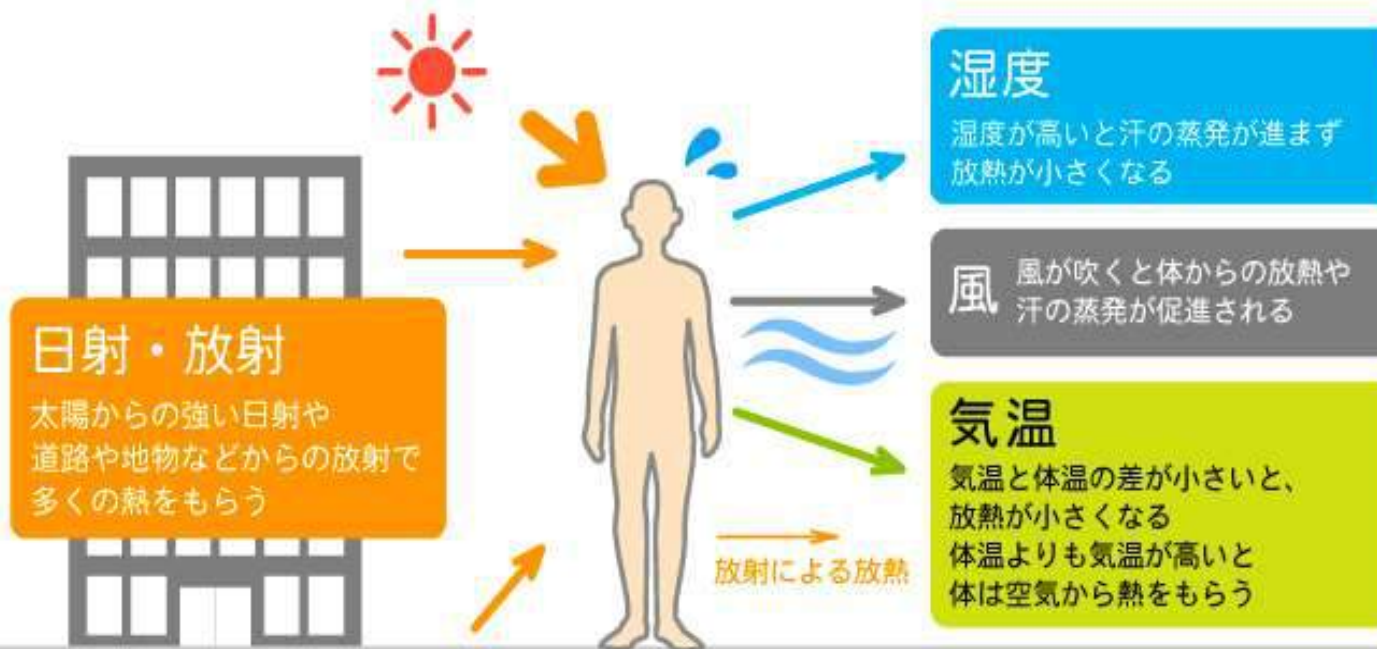 湿度
湿度が高いと汗の蒸発が進まず
放熱が小さくなる
風
風が吹くと体からの放熱や
汗の蒸発が促進される
日射・放射
太陽からの強い日射や
道路や地物などからの放射で
多くの熱をもらう
気温
気温と体温の差が小さいと、
放熱が小さくなる
体温よりも気温が高いと
体は空気から熱をもらう
放射による放熱